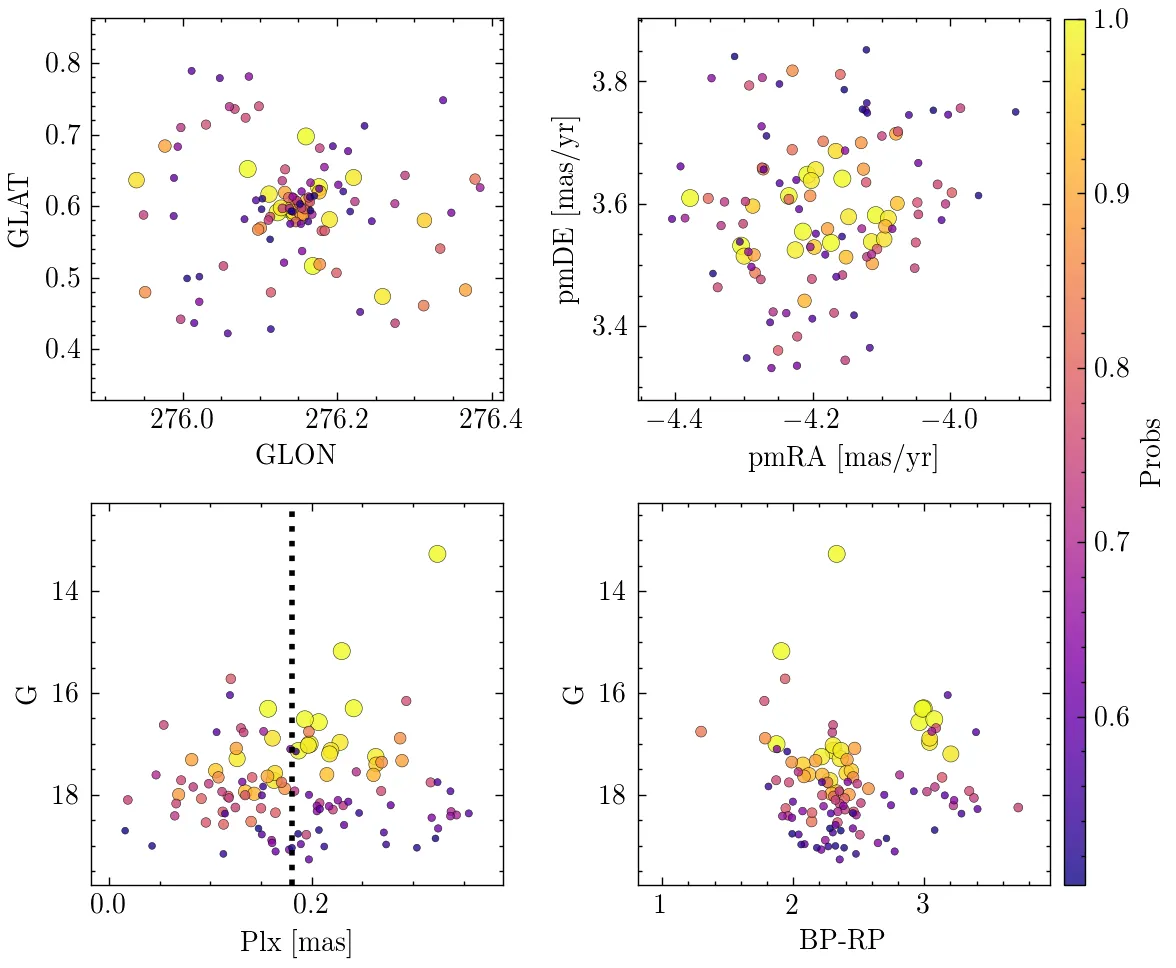 0.8
0.7
0.6
0.5
0.4
GLAT
276.0 276.2 276.4
GLON
3.8
3.6
3.4
pmDE [mas/yr]
−4.4 −4.2 −4.0
pmRA [mas/yr]
1.0
0.9
0.8
0.7
0.6
Probs
14
16
18
G
0.0 0.2
Plx [mas]
14
16
18
G
1 2 3
BP-RP